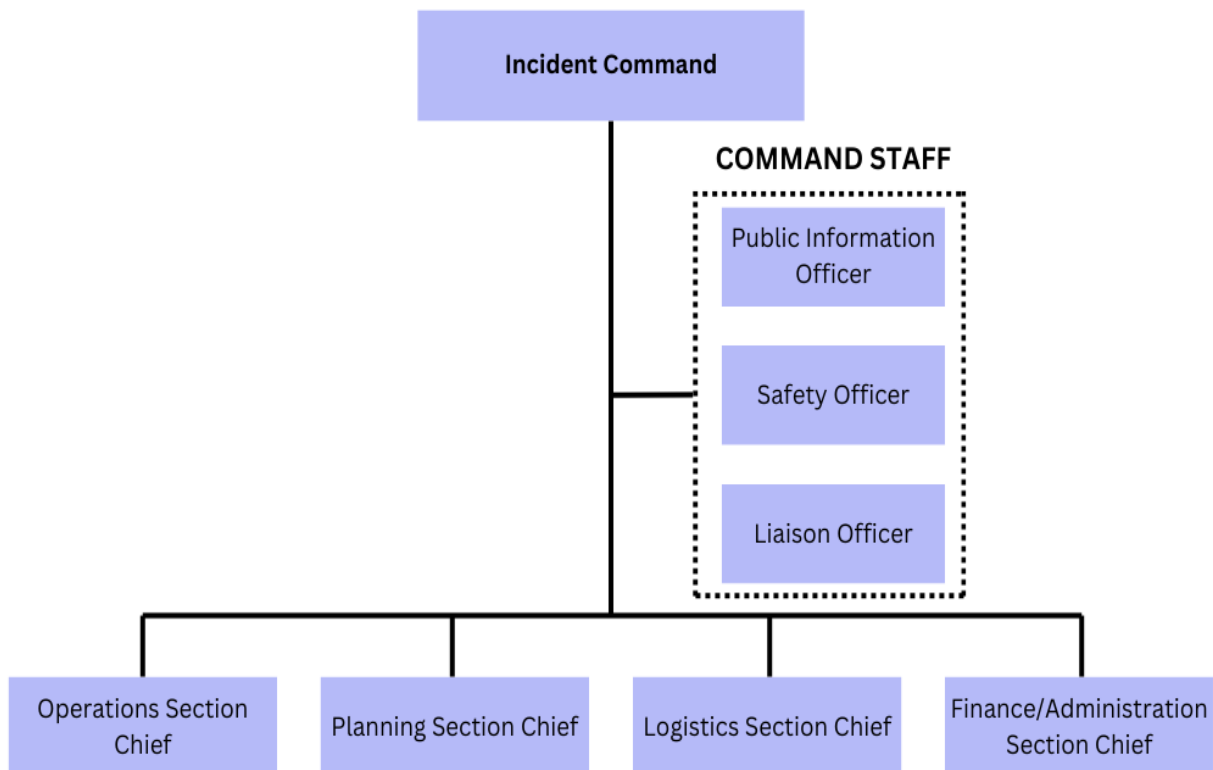 Incident Command
COMMAND STAFF
Public Information
Officer
Safety Officer
Liaison Officer
Operations Section
Chief
Planning Section Chief
Logistics Section Chief
Finance/Administration
Section Chief